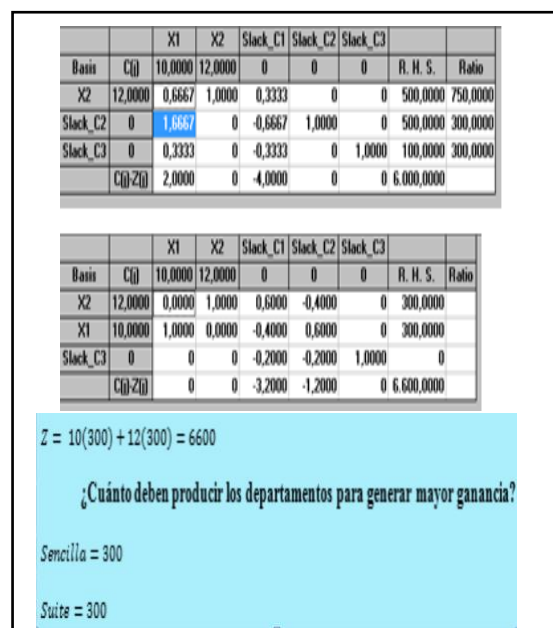 X1 X2 Slack_C1 Slack_C2 Slack_C3
Basis C(j) 10,0000 12,0000 0 0 0 R. H. S. Ratio
X2 12,0000 0,6667 1,0000 0,3333 0 0 500,0000 750,0000
Slack_C2 0 1,6667 0 -0,6667 1,0000 0 500,0000 300,0000
Slack_C3 0 0,3333 0 -0,3333 0 1,0000 100,0000 300,0000
C(j)-Z(j) 2,0000 0 -4,0000 0 0 6.000,0000
X1 X2 Slack_C1 Slack_C2 Slack_C3
Basis C(j) 10,0000 12,0000 0 0 0 R. H. S. Ratio
X2 12,0000 0,0000 1,0000 0,6000 -0,4000 0 300,0000
X1 10,0000 1,0000 0,0000 -0,4000 0,6000 0 300,0000
Slack_C3 0 0 0 -0,2000 -0,2000 1,0000 0
C(j)-Z(j) 0 0 -3,2000 -1,2000 0 6.600,0000
Z = 10(300) + 12(300) = 6600
¿Cuánto deben producir los departamentos para generar mayor ganancia?
Sencilla = 300
Suite = 300